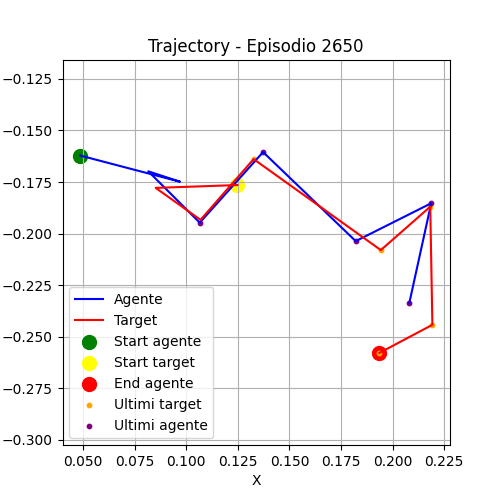 Trajectory - Episodio 2650
−0.125
−0.150
−0.175
−0.200
−0.225
−0.250
−0.275
−0.300
Agente
Target
Start agente
Start target
End agente
Ultimi target
Ultimi agente
0.050 0.075 0.100 0.125 0.150 0.175 0.200 0.225
X